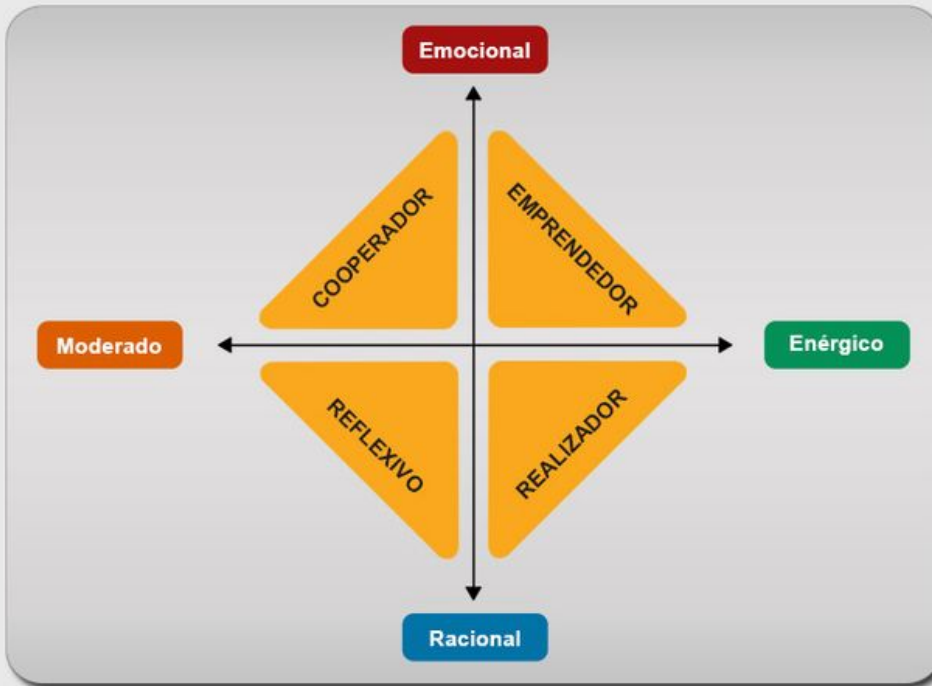 Emocional
COOPERADOR
EMPRENDEDOR
Moderado
Enérgico
REFLEXIVO
REALIZADOR
Racional